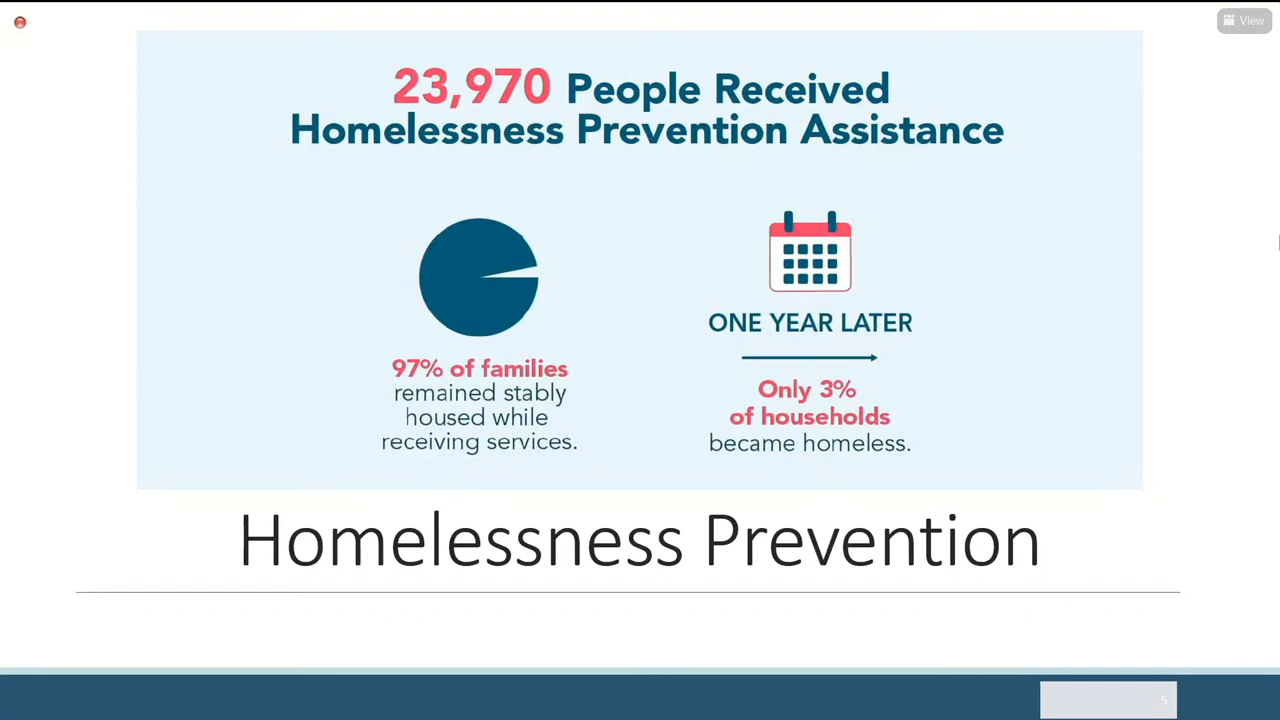 View
23,970 People Received
Homelessness Prevention Assistance
97% of families
remained stably
housed while
receiving services.
ONE YEAR LATER
Only 3%
of households
became homeless.
Homelessness Prevention
5